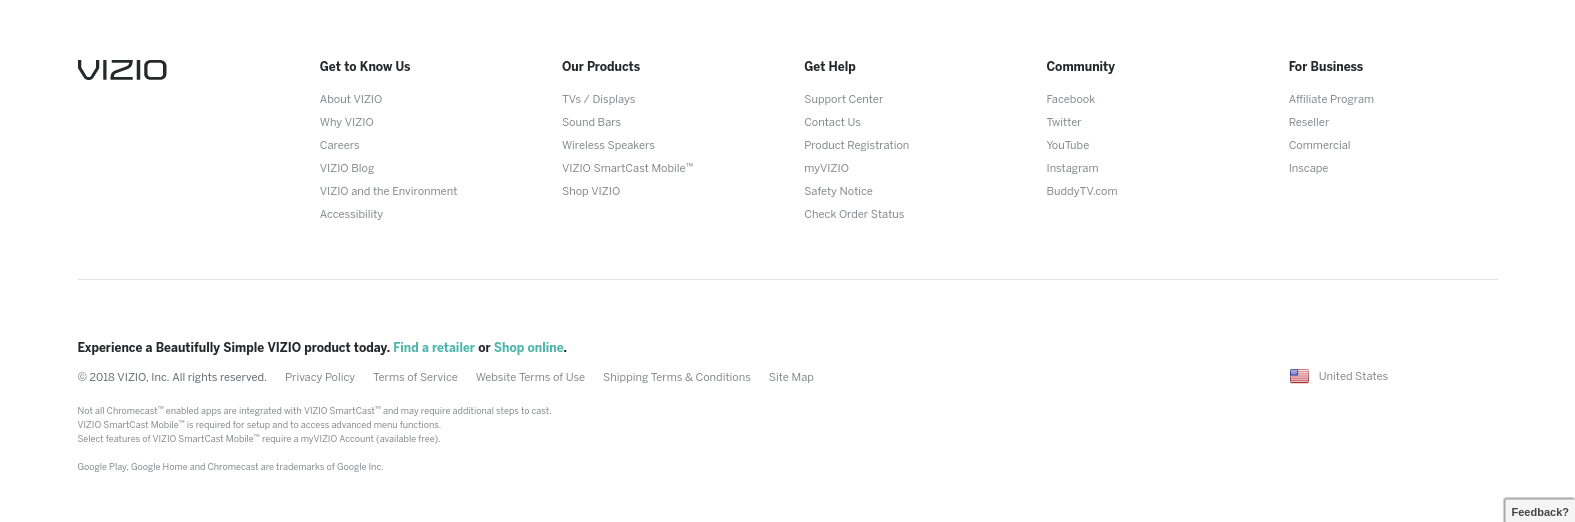 VIZIO
Get to Know Us
About VIZIO
Why VIZIO
Careers
VIZIO Blog
VIZIO and the Environment
Accessibility
Our Products
TVs / Displays
Sound Bars
Wireless Speakers
VIZIO SmartCast Mobile™
Shop VIZIO
Get Help
Support Center
Contact Us
Product Registration
myVIZIO
Safety Notice
Check Order Status
Community
Facebook
Twitter
YouTube
Instagram
BuddyTV.com
For Business
Affiliate Program
Reseller
Commercial
Inscape
Experience a Beautifully Simple VIZIO product today. Find a retailer or Shop online.
© 2018 VIZIO, Inc. All rights reserved. Privacy Policy Terms of Service Website Terms of Use Shipping Terms & Conditions Site Map
United States
Not all Chromecast™ enabled apps are integrated with VIZIO SmartCast™ and may require additional steps to cast.
VIZIO SmartCast Mobile™ is required for setup and to access advanced menu functions.
Select features of VIZIO SmartCast Mobile™ require a myVIZIO Account (available free).
Google Play, Google Home and Chromecast are trademarks of Google Inc.
Feedback?